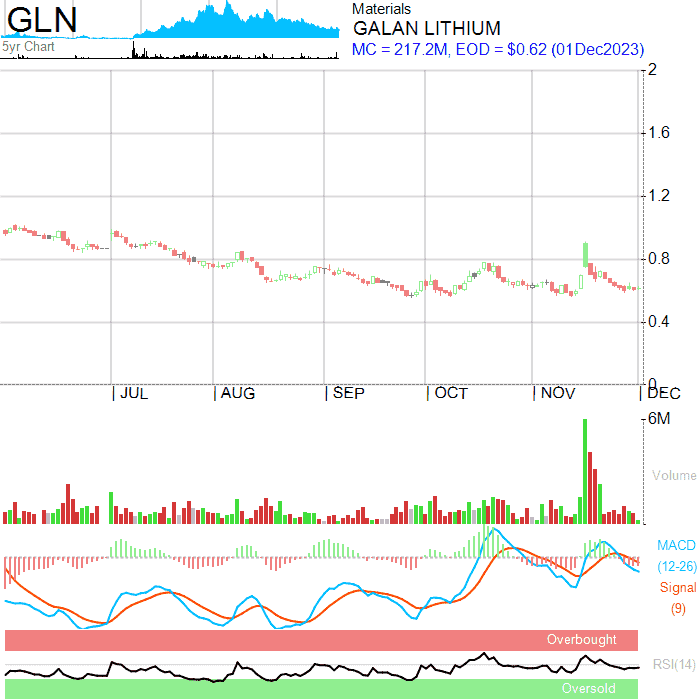 GLN
5yr Chart
Materials
GALAN LITHIUM
MC = 217.2M, EOD = $0.62 (01Dec2023)
2
1.6
1.2
0.8
0.4
0
JUL AUG SEP OCT NOV DEC
6M
Volume
MACD
(12-26)
Signal
(9)
Overbought
RSI(14)
Oversold